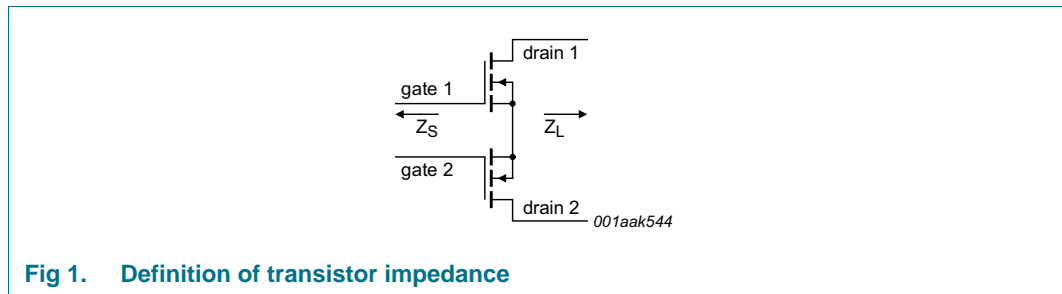 drain 1
gate 1
Z_S
Z_L
gate 2
drain 2
001aak544
Fig 1. Definition of transistor impedance